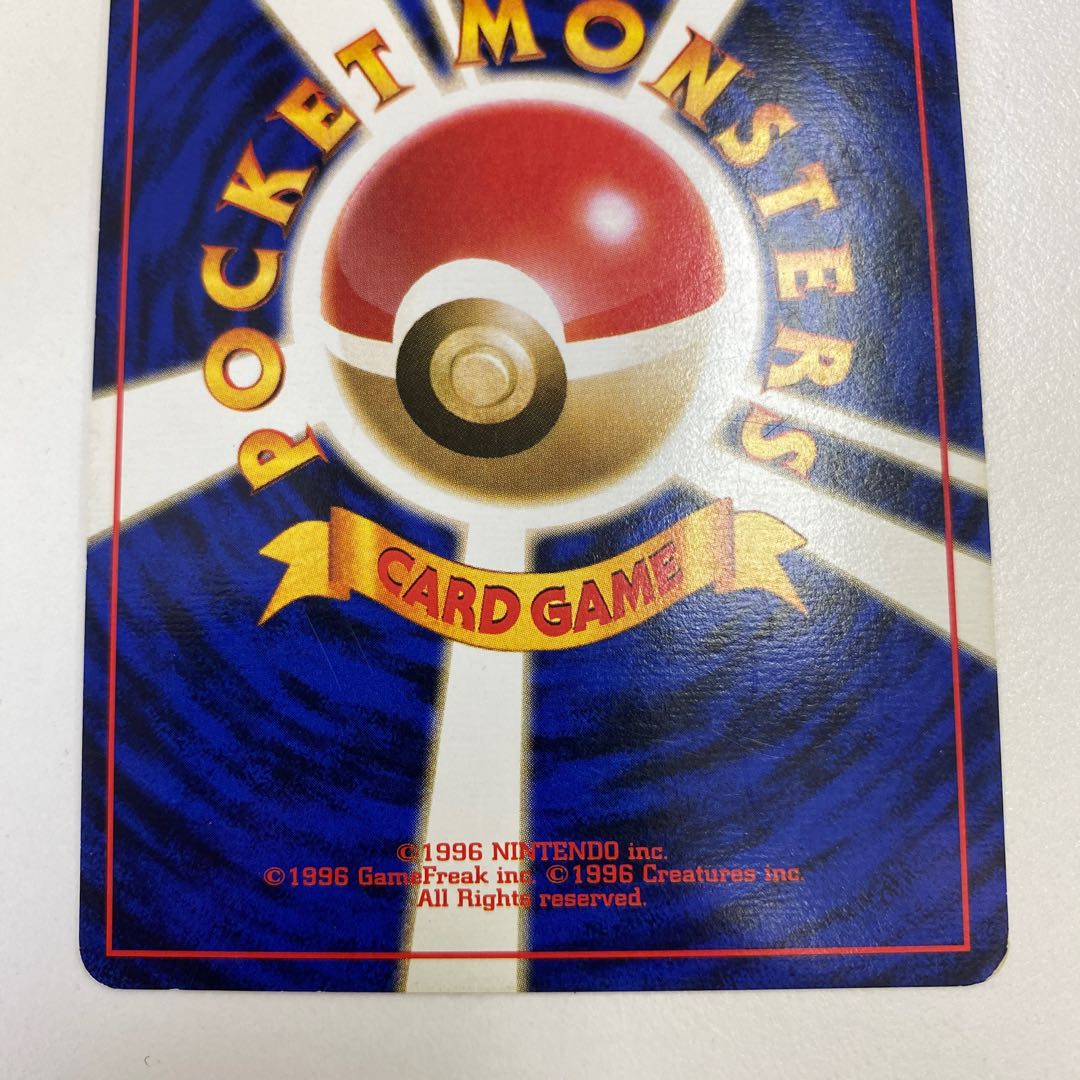 POCKET MONSTERS
CARD GAME
©1996 NINTENDO inc.
©1996 GameFreak inc. ©1996 Creatures inc.
All Rights reserved.